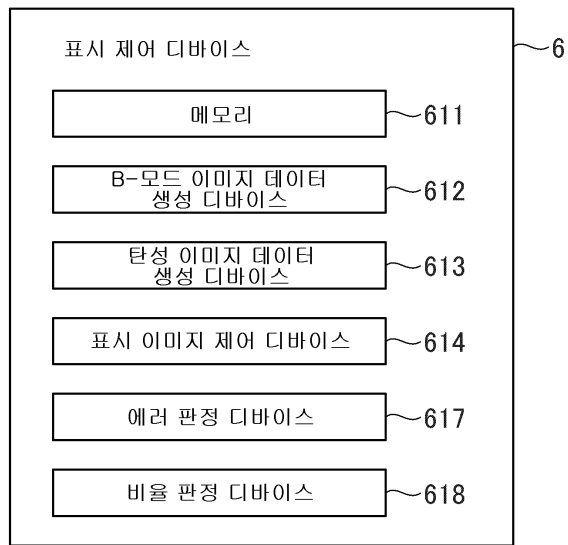 표시 제어 디바이스
6
메모리
611
B-모드 이미지 데이터
생성 디바이스
612
탄성 이미지 데이터
생성 디바이스
613
표시 이미지 제어 디바이스
614
에러 판정 디바이스
617
비율 판정 디바이스
618